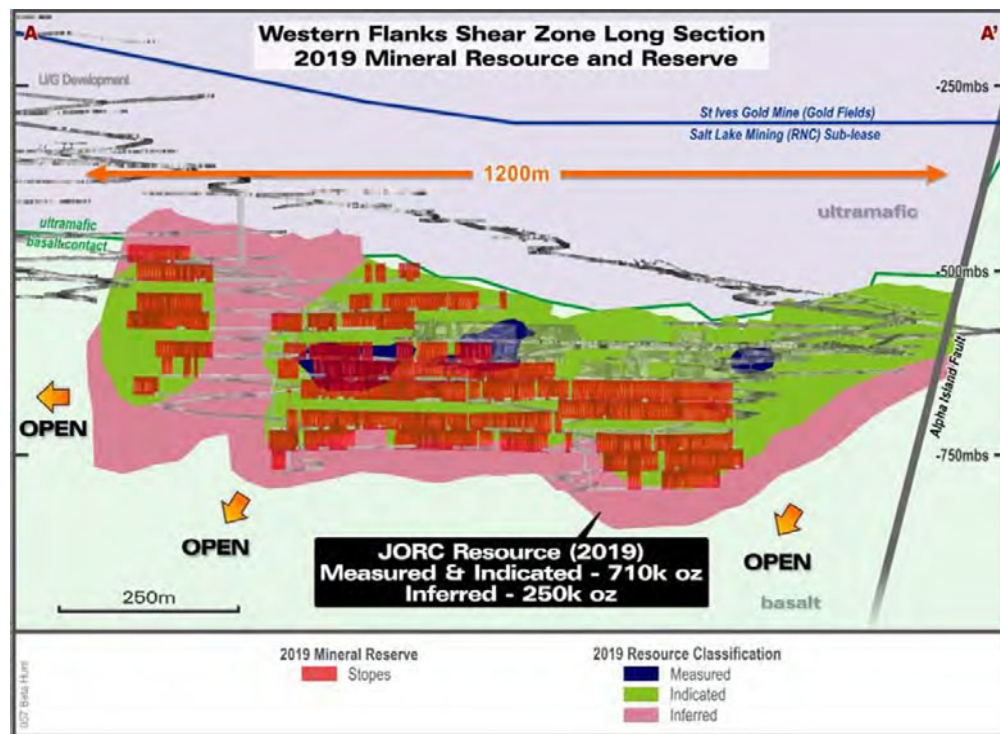 Western Flanks Shear Zone Long Section
2019 Mineral Resource and Reserve
A
A'
U/G Development
-250mbs
St Ives Gold Mine (Gold Fields)
Salt Lake Mining (RNC) Sub-lease
1200m
ultramafic
ultramafic
basalt contact
-500mbs
Alpha Island Fault
OPEN
-750mbs
OPEN
OPEN
JORC Resource (2019)
Measured & Indicated - 710k oz
Inferred - 250k oz
250m
basalt
2019 Mineral Reserve
Stopes
2019 Resource Classification
Measured
Indicated
Inferred
007 Beta Hunt